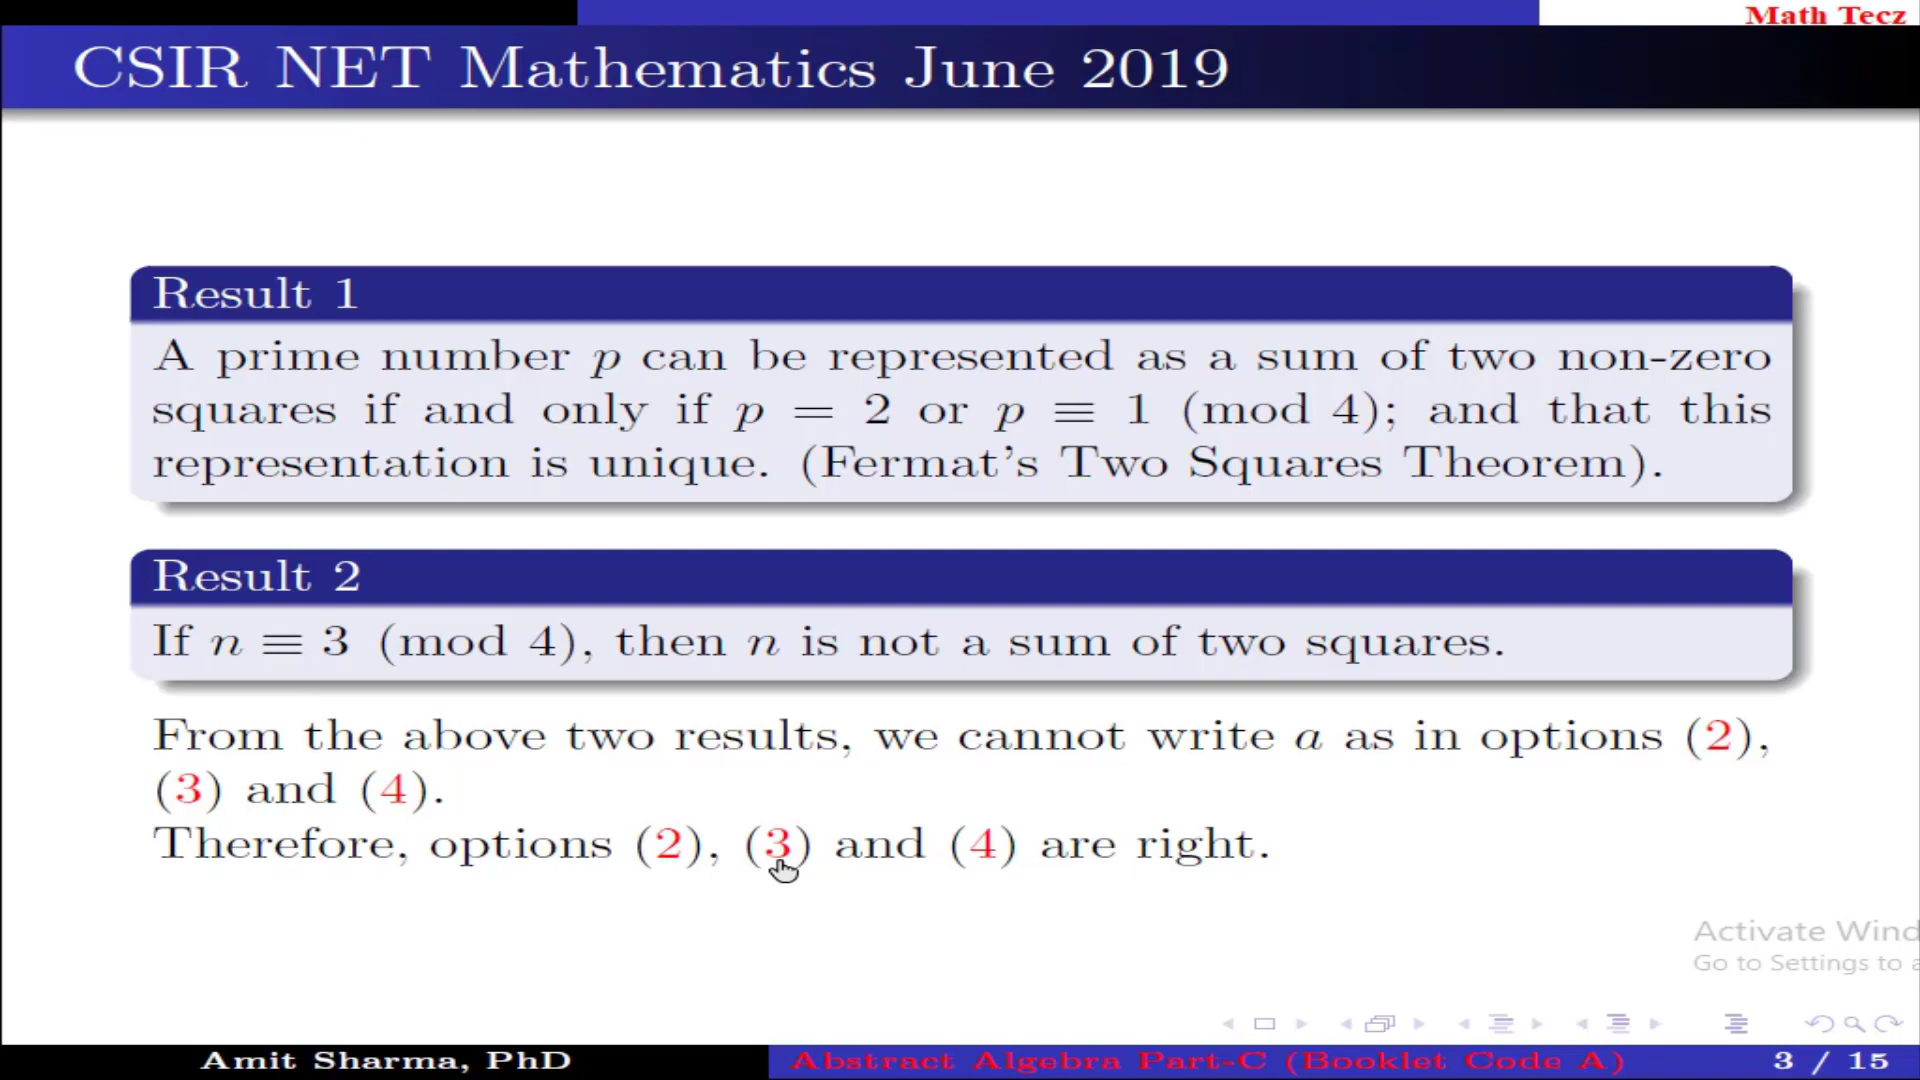 Math Tecz
CSIR NET Mathematics June 2019
Result 1
A prime number p can be represented as a sum of two non-zero
squares if and only if p = 2 or p ≡ 1 (mod 4); and that this
representation is unique. (Fermat's Two Squares Theorem).
Result 2
If n ≡ 3 (mod 4), then n is not a sum of two squares.
From the above two results, we cannot write a as in options (2),
(3) and (4).
Therefore, options (2), (3) and (4) are right.
Activate Wind
Go to Settings to a
Amit Sharma, PhD
Abstract Algebra Part-C (Booklet Code A)
3 / 15